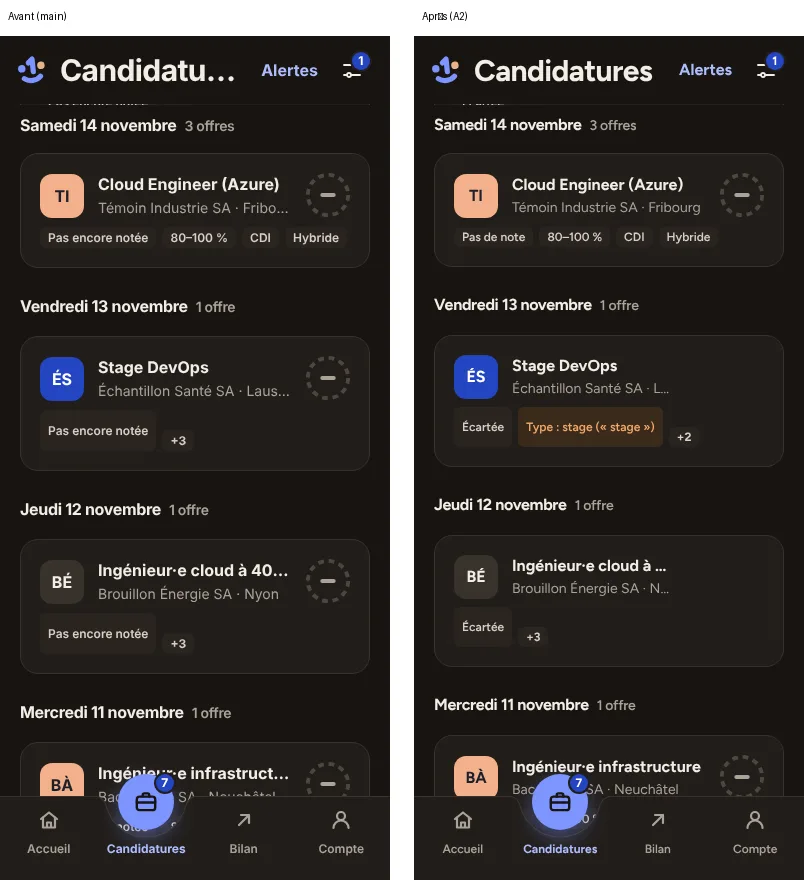 Avant (main)
Candidatu…
Alertes
1
Samedi 14 novembre 3 offres
TI
Cloud Engineer (Azure)
Témoin Industrie SA · Fribo…
Pas encore notée 80–100 % CDI Hybride
Vendredi 13 novembre 1 offre
ÉS
Stage DevOps
Échantillon Santé SA · Laus…
Pas encore notée +3
Jeudi 12 novembre 1 offre
BÉ
Ingénieur·e cloud à 40…
Brouillon Énergie SA · Nyon
Pas encore notée +3
Mercredi 11 novembre 1 offre
BÀ
Ingénieur·e infrastruct…
Neuchâtel
7
Accueil Candidatures Bilan Compte
(A2)
Candidatures
Alertes
1
Samedi 14 novembre 3 offres
TI
Cloud Engineer (Azure)
Témoin Industrie SA · Fribourg
Pas de note 80–100 % CDI Hybride
Vendredi 13 novembre 1 offre
ÉS
Stage DevOps
Échantillon Santé SA · L…
Écartée Type : stage (« stage ») +2
Jeudi 12 novembre 1 offre
BÉ
Ingénieur·e cloud à …
Brouillon Énergie SA · N…
Écartée +3
Mercredi 11 novembre 1 offre
BÀ
Ingénieur·e infrastructure
SA · Neuchâtel
7
Accueil Candidatures Bilan Compte